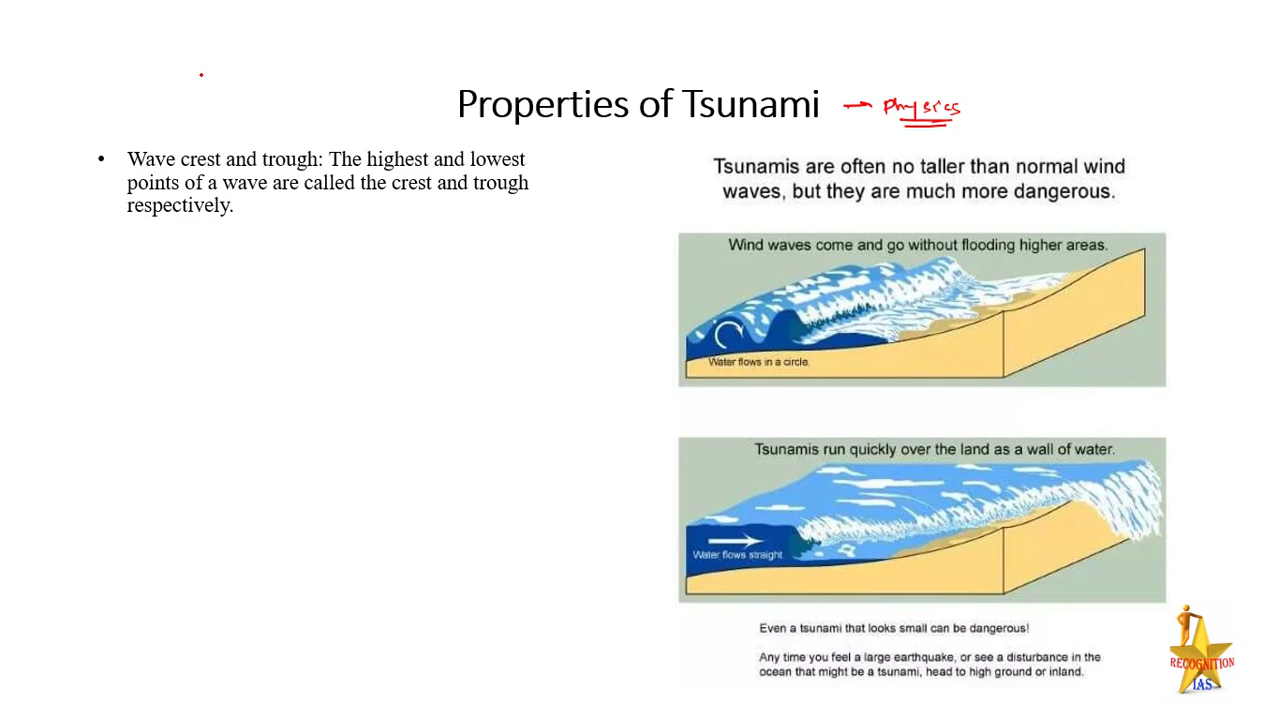 Properties of Tsunami → Physics
• Wave crest and trough: The highest and lowest
points of a wave are called the crest and trough
respectively.
Tsunamis are often no taller than normal wind
waves, but they are much more dangerous.
Wind waves come and go without flooding higher areas.
Water flows in a circle.
Tsunamis run quickly over the land as a wall of water.
Water flows straight.
Even a tsunami that looks small can be dangerous!
Any time you feel a large earthquake, or see a disturbance in the
ocean that might be a tsunami, head to high ground or inland.
RECOGNITION
IAS